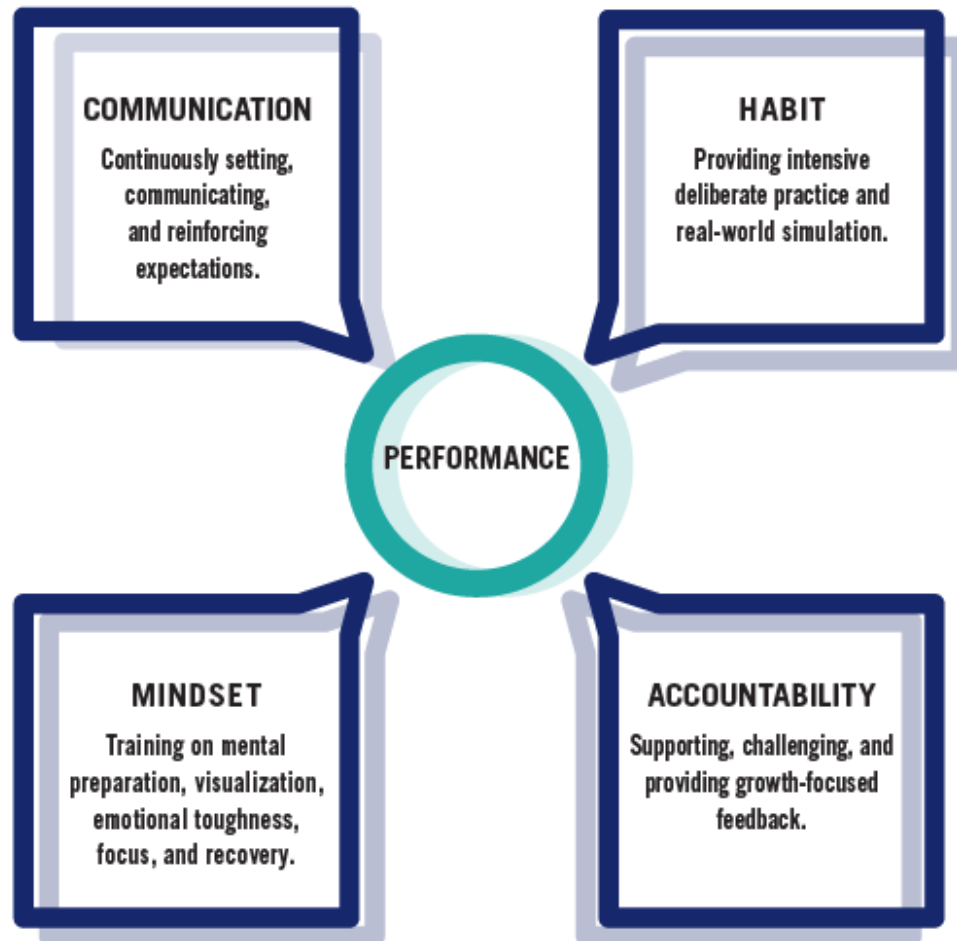 COMMUNICATION
Continuously setting,
communicating,
and reinforcing
expectations.
HABIT
Providing intensive
deliberate practice and
real-world simulation.
PERFORMANCE
MINDSET
Training on mental
preparation, visualization,
emotional toughness,
focus, and recovery.
ACCOUNTABILITY
Supporting, challenging, and
providing growth-focused
feedback.